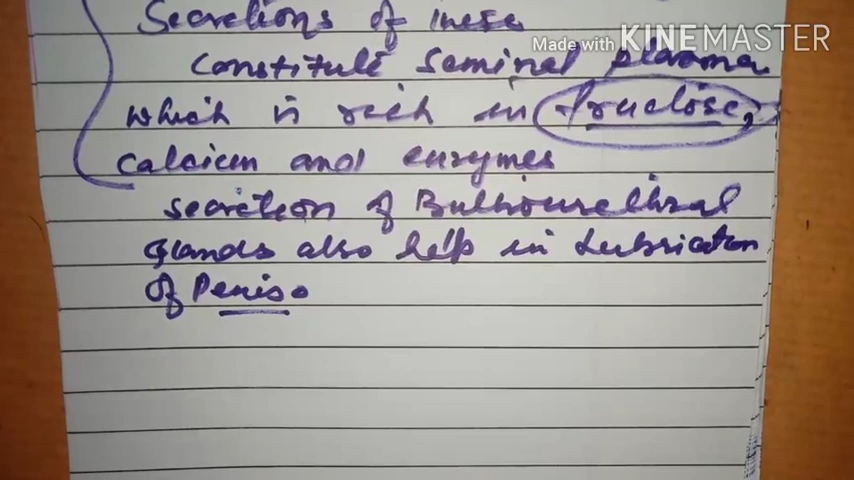 Secretions of these
Made with KINEMASTER
Constitute Seminal plasma
which is rich in fructose,
Calcium and enzymes
secretion of Bulbourethral
glands also help in Lubrication
of Penis.